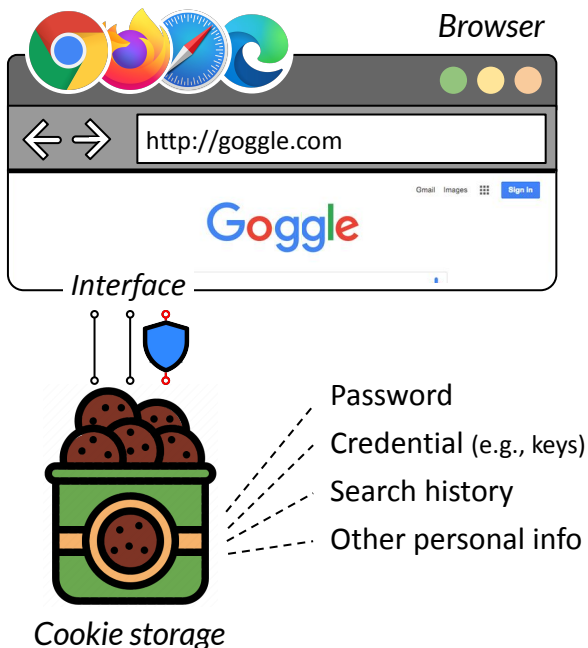 Browser
http://goggle.com
Gmail Images Sign in
Goggle
Interface
Password
Credential (e.g., keys)
Search history
Other personal info
Cookie storage